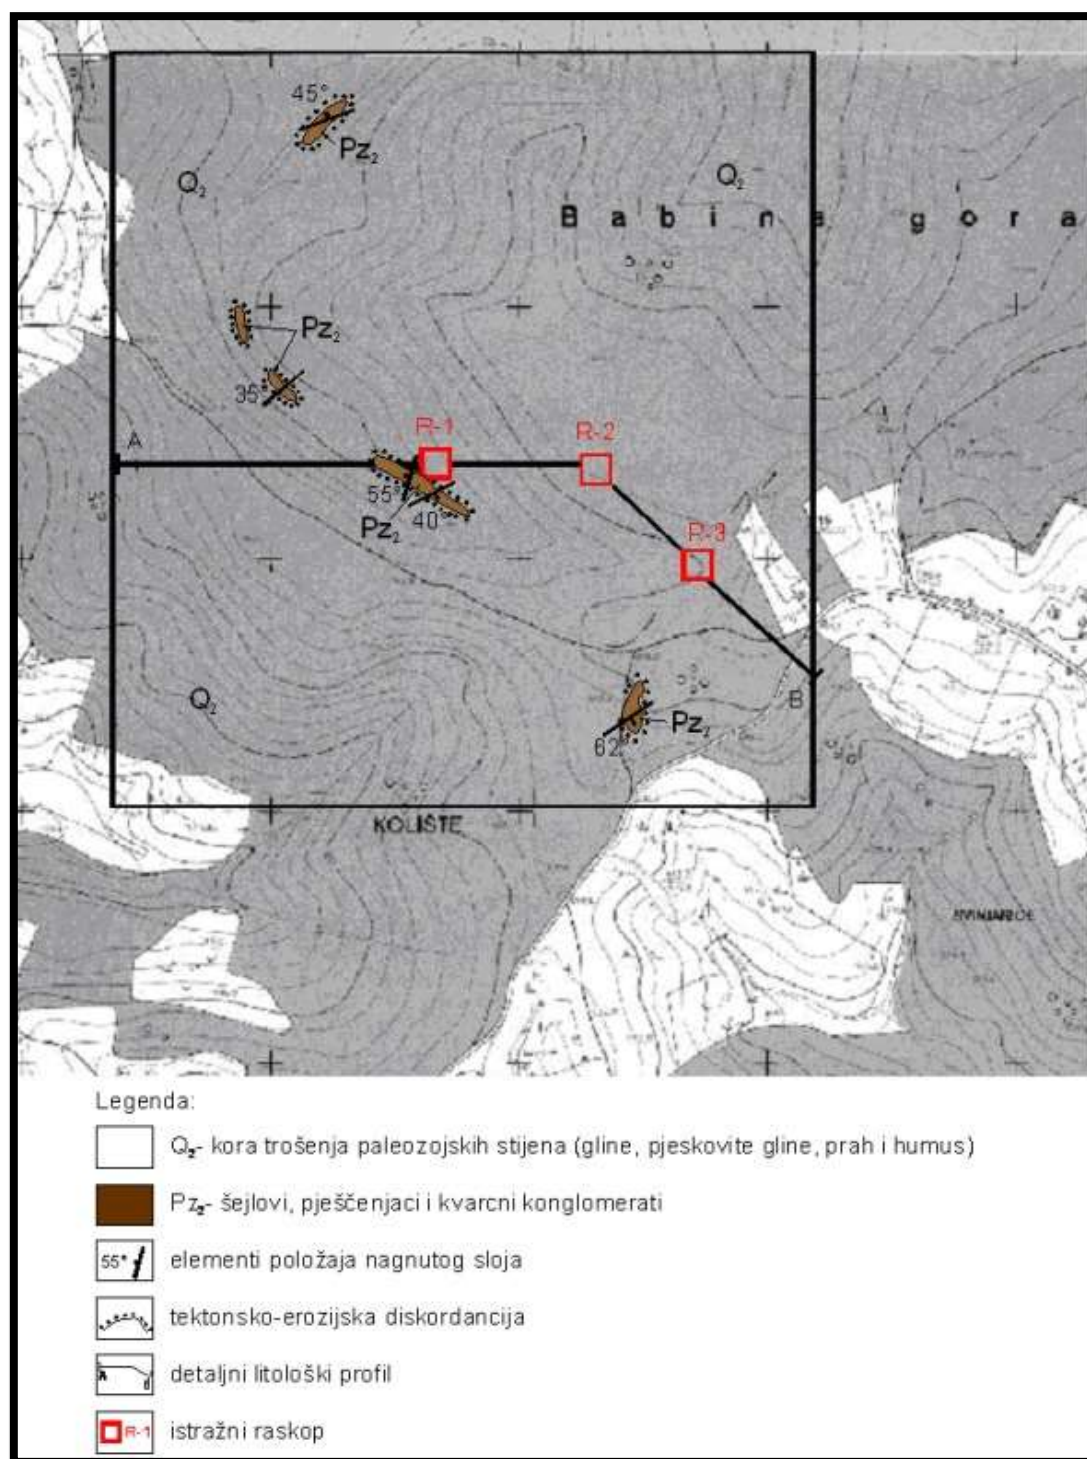 45°
Pz₂
Q₂
Q₂
Babina gora
Pz₂
35°
R-1
R-2
A
55°
40°
Pz₂
R-3
Q₂
B
Pz₂
62°
KOLIŠTE
Legenda:
Q₂- kora trošenja paleozojskih stijena (gline, pjeskovite gline, prah i humus)
Pz₂- šejlovi, pješčenjaci i kvarcni konglomerati
55° elementi položaja nagnutog sloja
tektonsko-erozijska diskordancija
A detaljni litološki profil
R-1 istražni raskop